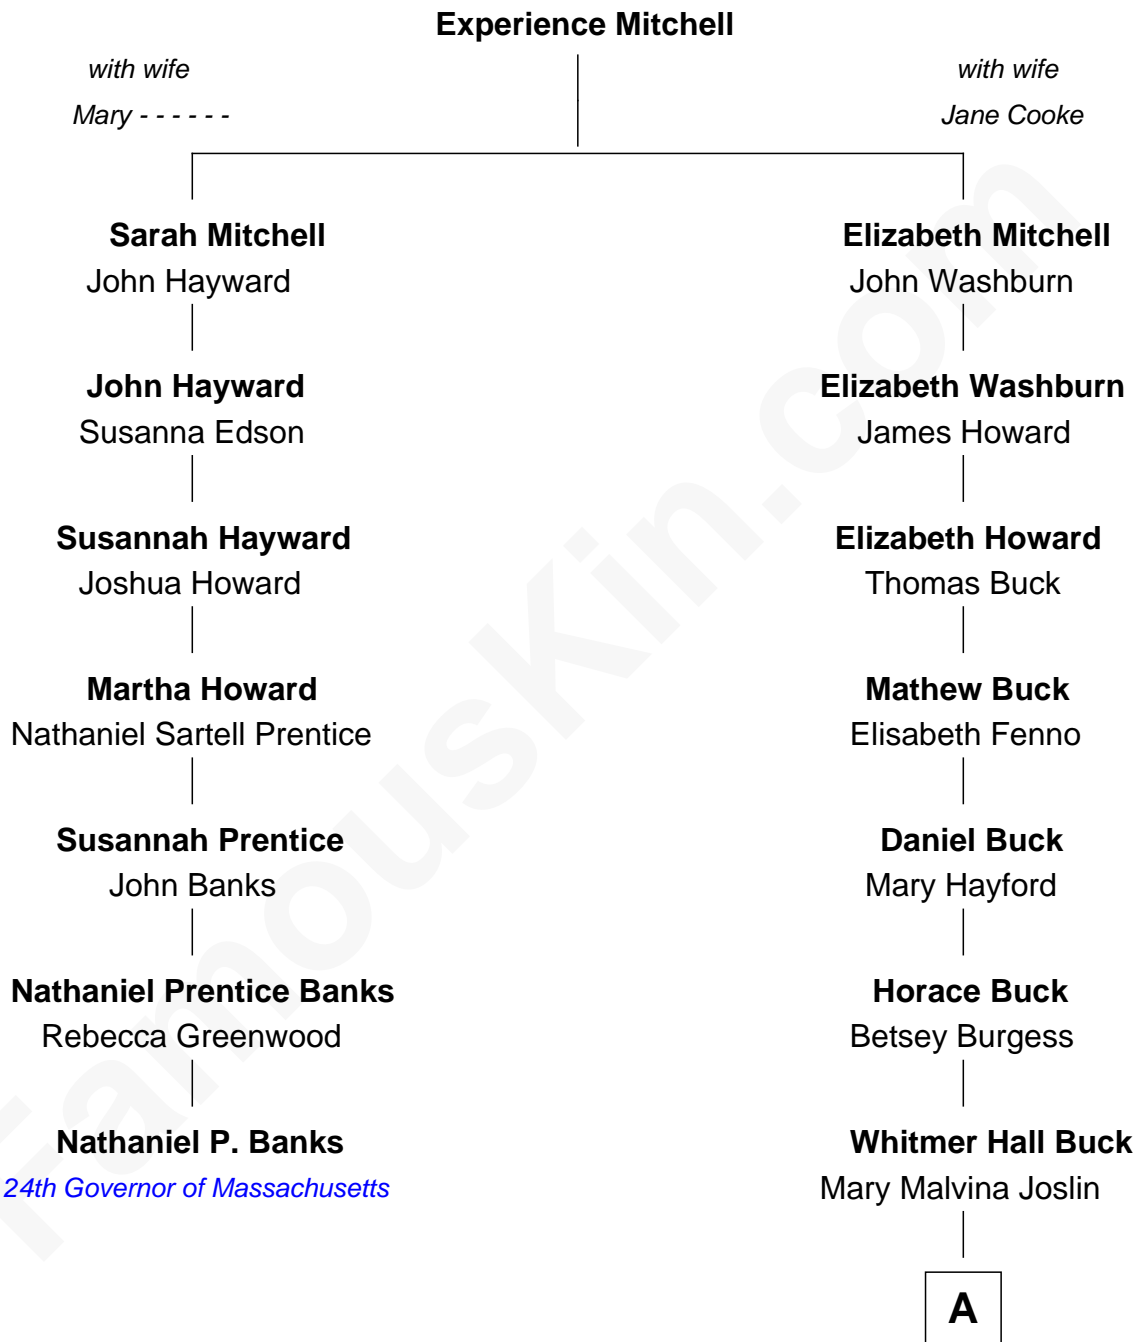 Experience Mitchell
with wife
Mary - - - - - -
with wife
Jane Cooke
Sarah Mitchell
John Hayward
Elizabeth Mitchell
John Washburn
John Hayward
Susanna Edson
Elizabeth Washburn
James Howard
Susannah Hayward
Joshua Howard
Elizabeth Howard
Thomas Buck
Martha Howard
Nathaniel Sartell Prentice
Mathew Buck
Elisabeth Fenno
Susannah Prentice
John Banks
Daniel Buck
Mary Hayford
Nathaniel Prentice Banks
Rebecca Greenwood
Horace Buck
Betsey Burgess
Nathaniel P. Banks
24th Governor of Massachusetts
Whitmer Hall Buck
Mary Malvina Joslin
A
FamousKin.com